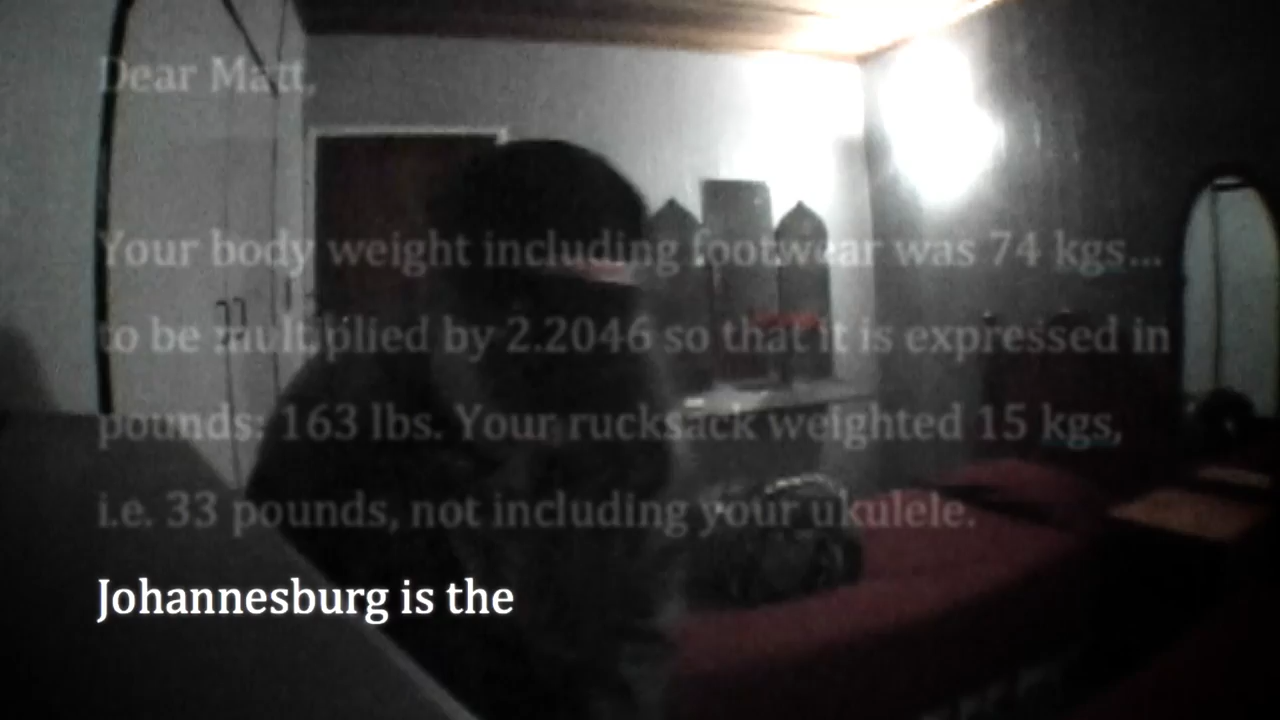 Dear Matt,
Your body weight including footwear was 74 kgs...
to be multiplied by 2.2046 so that it is expressed in
pounds: 163 lbs. Your rucksack weighted 15 kgs,
i.e. 33 pounds, not including your ukulele.
Johannesburg is the